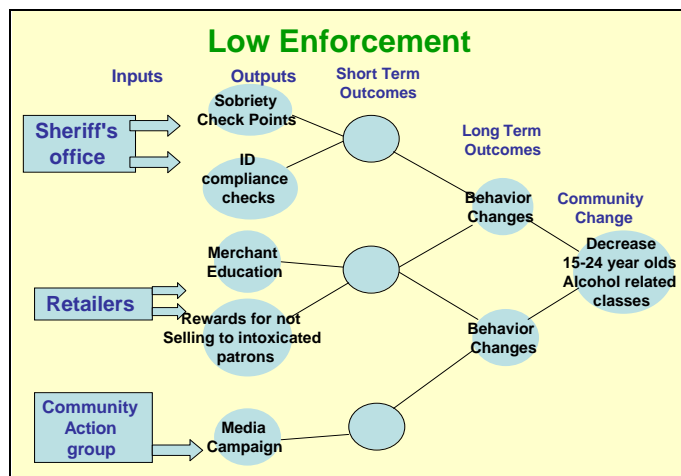 Low Enforcement
Inputs
Outputs
Short Term
Outcomes
Long Term
Outcomes
Community
Change
Sheriff's
office
Sobriety
Check Points
ID
compliance
checks
Behavior
Changes
Decrease
15-24 year olds
Alcohol related
classes
Retailers
Merchant
Education
Rewards for not
Selling to intoxicated
patrons
Behavior
Changes
Community
Action
group
Media
Campaign